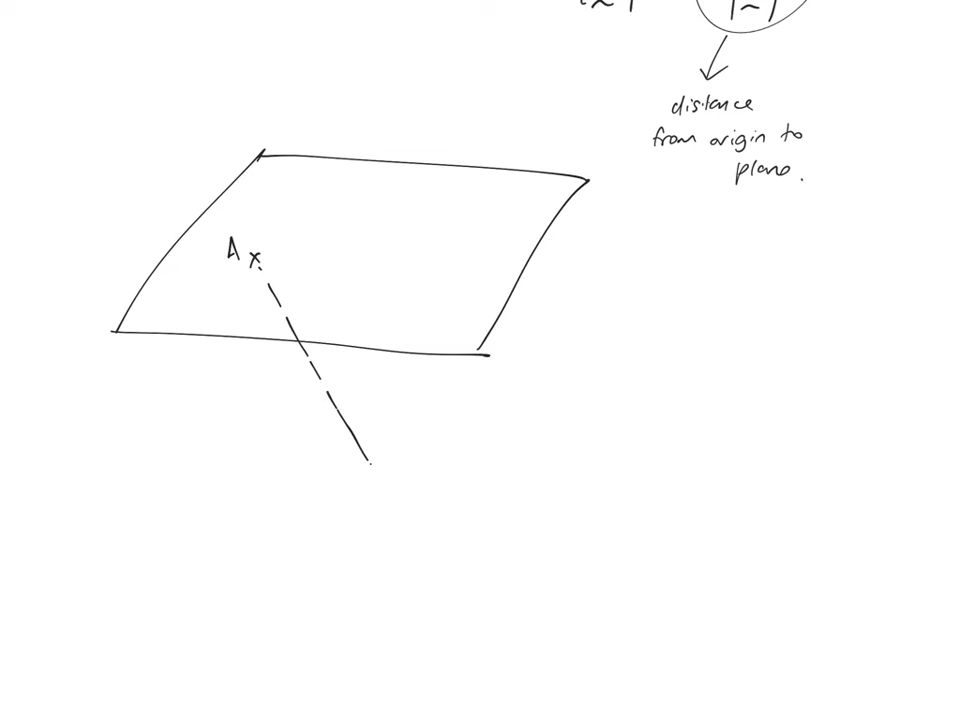 distance
from origin to
plane.
A x